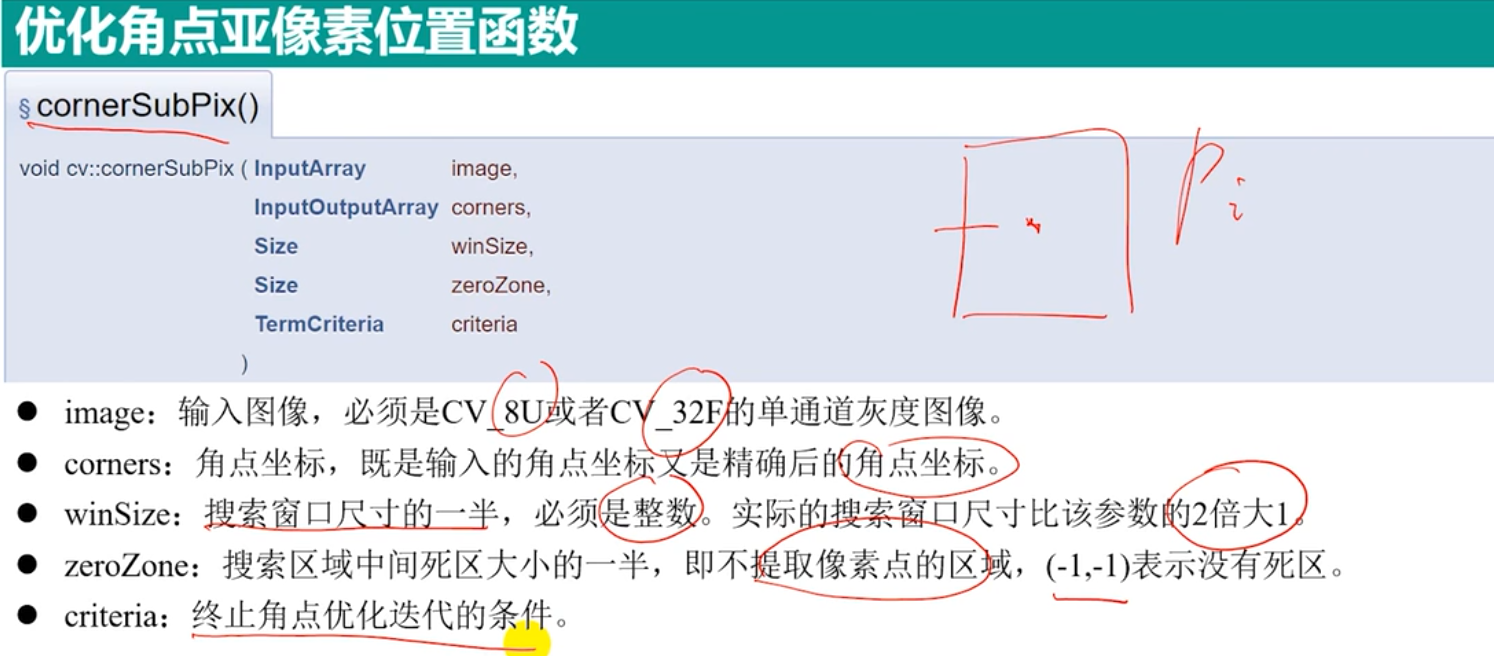 优化角点亚像素位置函数
§ cornerSubPix()
void cv::cornerSubPix ( InputArray image,
InputOutputArray corners,
Size winSize,
Size zeroZone,
TermCriteria criteria
)
Pi
● image：输入图像，必须是CV_8U或者CV_32F的单通道灰度图像。
● corners：角点坐标，既是输入的角点坐标又是精确后的角点坐标。
● winSize：搜索窗口尺寸的一半，必须是整数。实际的搜索窗口尺寸比该参数的2倍大1。
● zeroZone：搜索区域中间死区大小的一半，即不提取像素点的区域，(-1,-1)表示没有死区。
● criteria：终止角点优化迭代的条件。